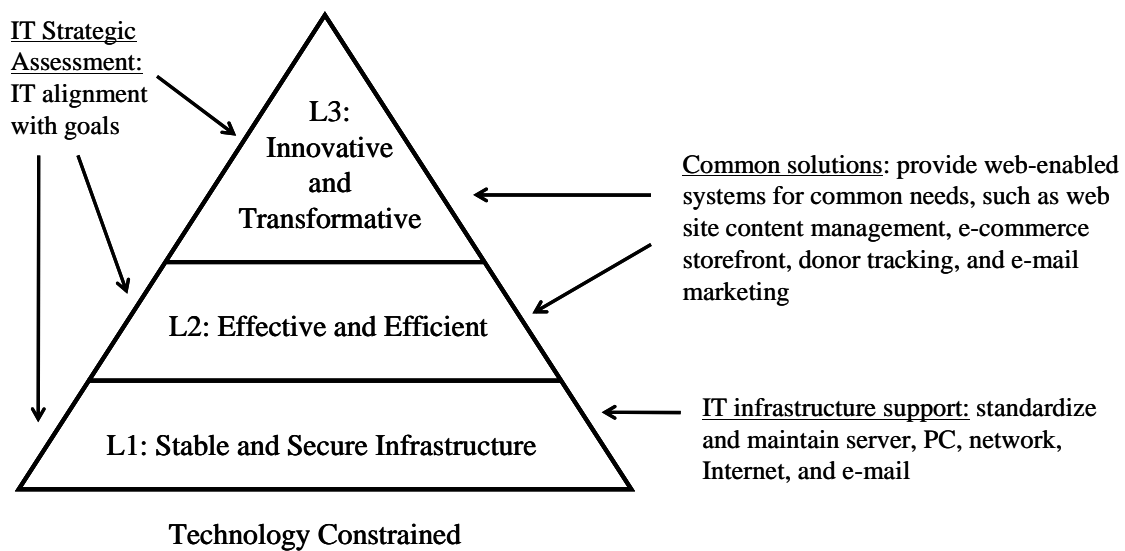 IT Strategic
Assessment:
IT alignment
with goals
L3:
Innovative
and
Transformative
L2: Effective and Efficient
L1: Stable and Secure Infrastructure
Common solutions: provide web-enabled
systems for common needs, such as web
site content management, e-commerce
storefront, donor tracking, and e-mail
marketing
IT infrastructure support: standardize
and maintain server, PC, network,
Internet, and e-mail
Technology Constrained